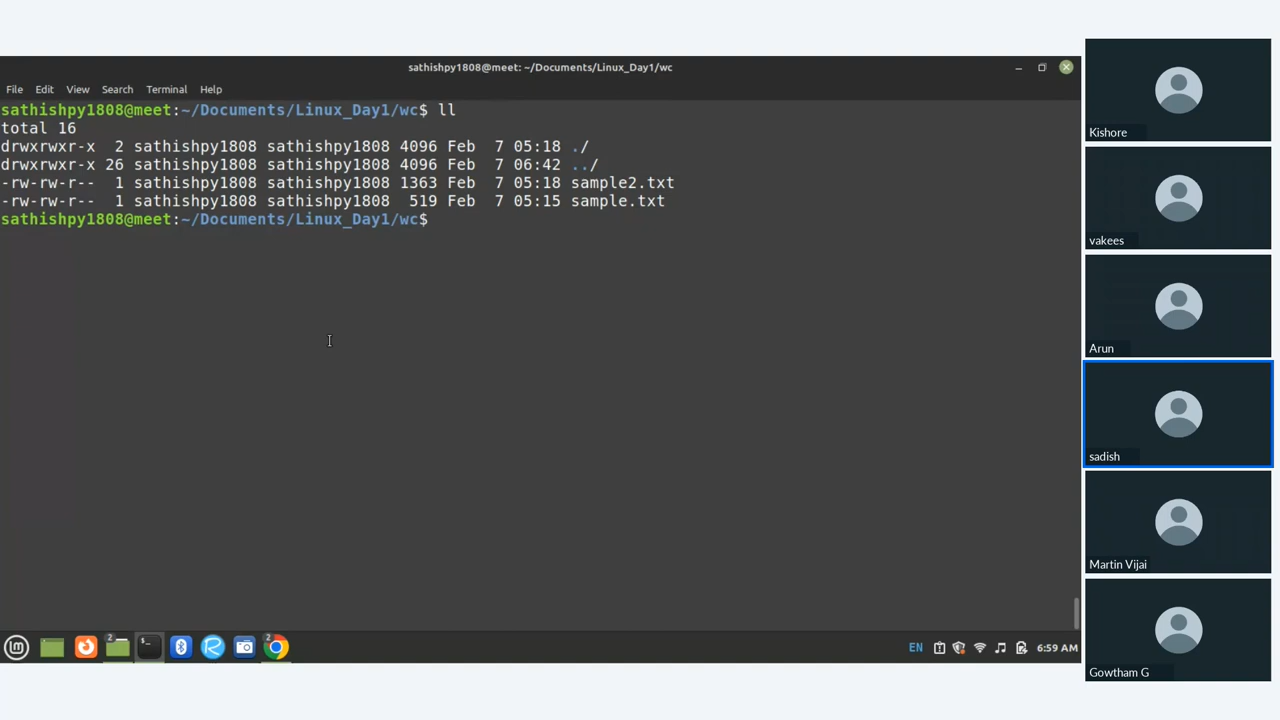 sathishpy1808@meet: ~/Documents/Linux_Day1/wc
File Edit View Search Terminal Help
sathishpy1808@meet:~/Documents/Linux_Day1/wc$ ll
total 16
drwxrwxr-x  2 sathishpy1808 sathishpy1808 4096 Feb  7 05:18 ./
drwxrwxr-x 26 sathishpy1808 sathishpy1808 4096 Feb  7 06:42 ../
-rw-rw-r--  1 sathishpy1808 sathishpy1808 1363 Feb  7 05:18 sample2.txt
-rw-rw-r--  1 sathishpy1808 sathishpy1808  519 Feb  7 05:15 sample.txt
sathishpy1808@meet:~/Documents/Linux_Day1/wc$
2
2
EN
6:59 AM
Kishore
vakees
Arun
sadish
Martin Vijai
Gowtham G